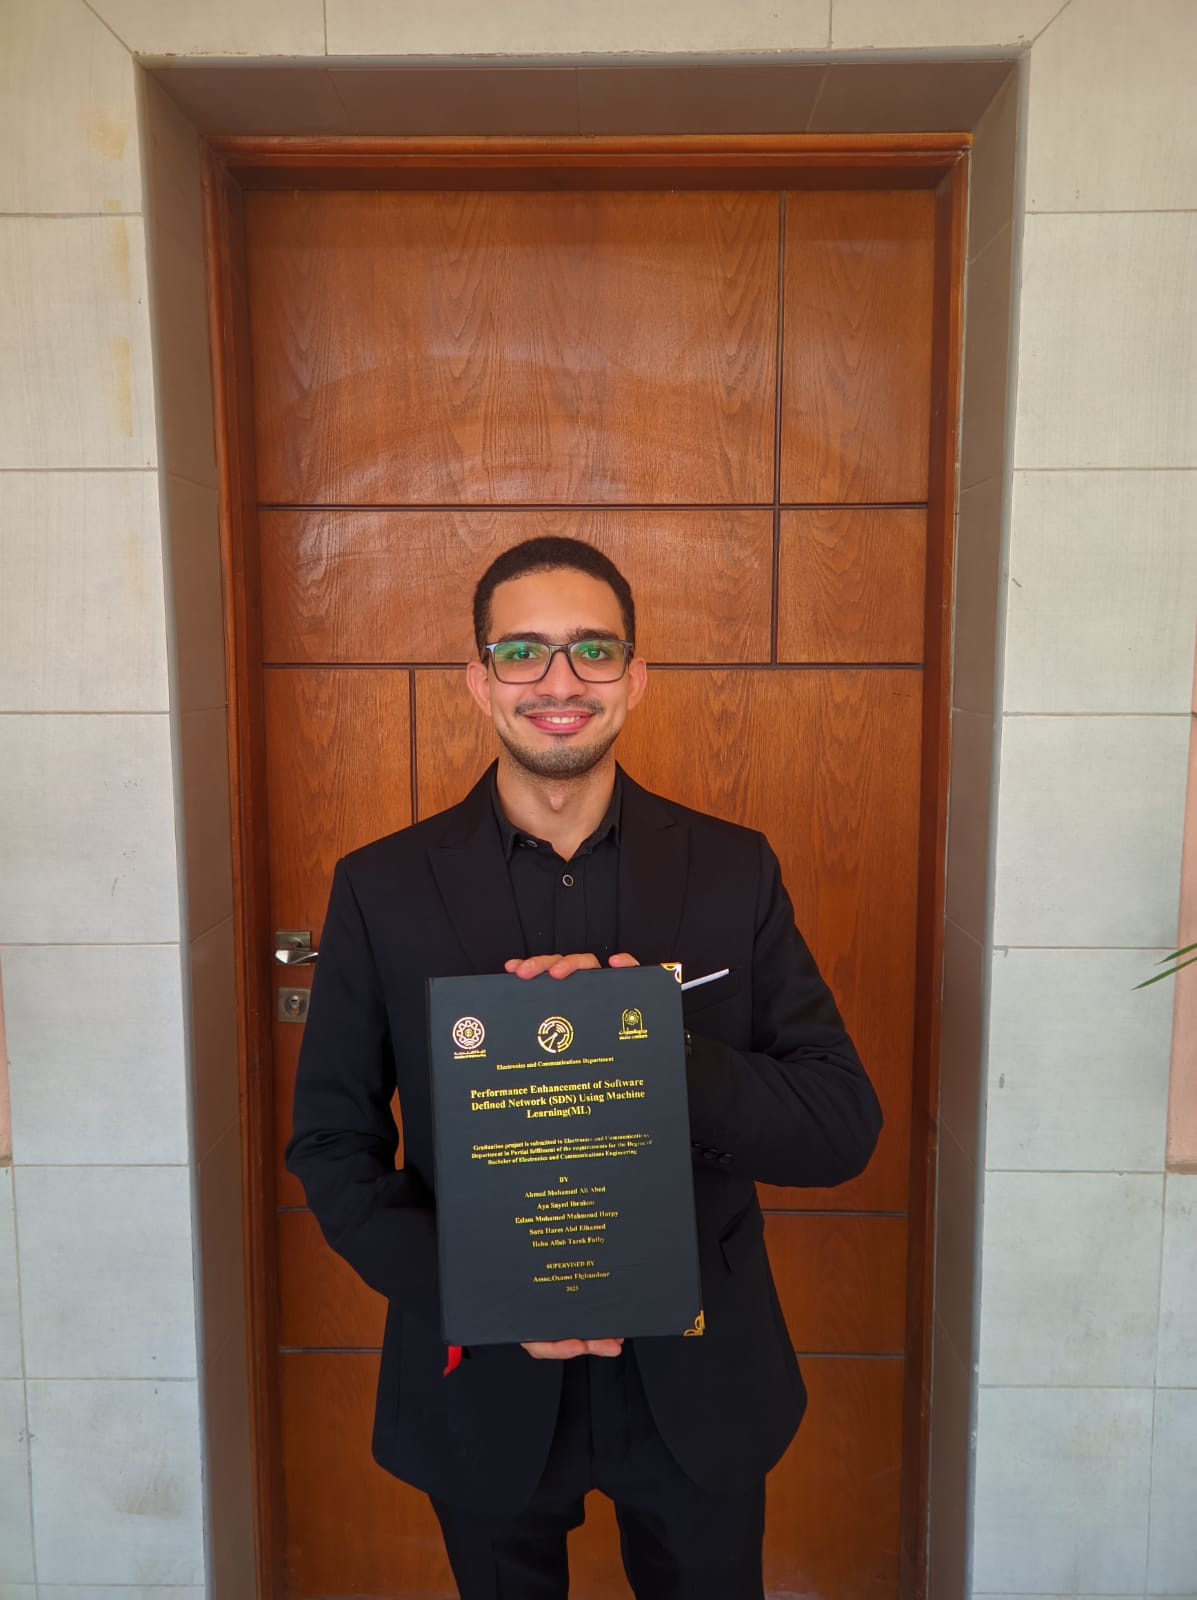 Electronics and Communications Department
Performance Enhancement of Software
Defined Network (SDN) Using Machine
Learning(ML)
Graduation project is submitted to Electronics and Communications
Department in Partial fulfilment of the requirements for the Degree of
Bachelor of Electronics and Communications Engineering
BY
Ahmed Mohamed Ali Abed
Aya Sayed Ibrahim
Eslam Mohamed Mahmoud Harpy
Sara Hares Abd Elhamed
Heba Allah Tarek Fathy
SUPERVISED BY
Assoc.Osama Elghandour
2023